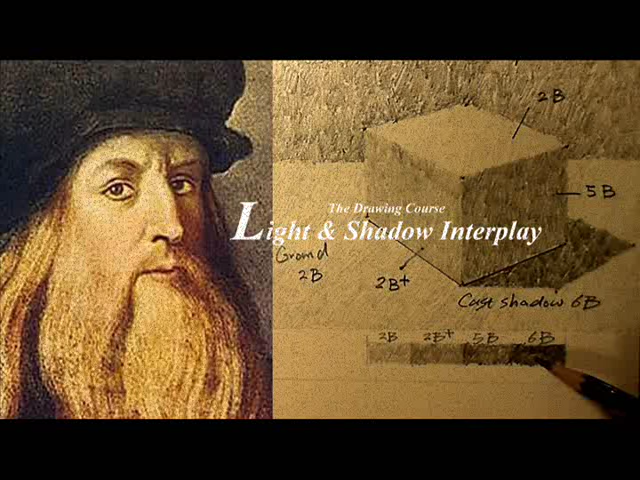 2B
5B
The Drawing Course
Light & Shadow Interplay
Ground
2B
2B+
Cast shadow 6B
2B 2B+ 5B 6B